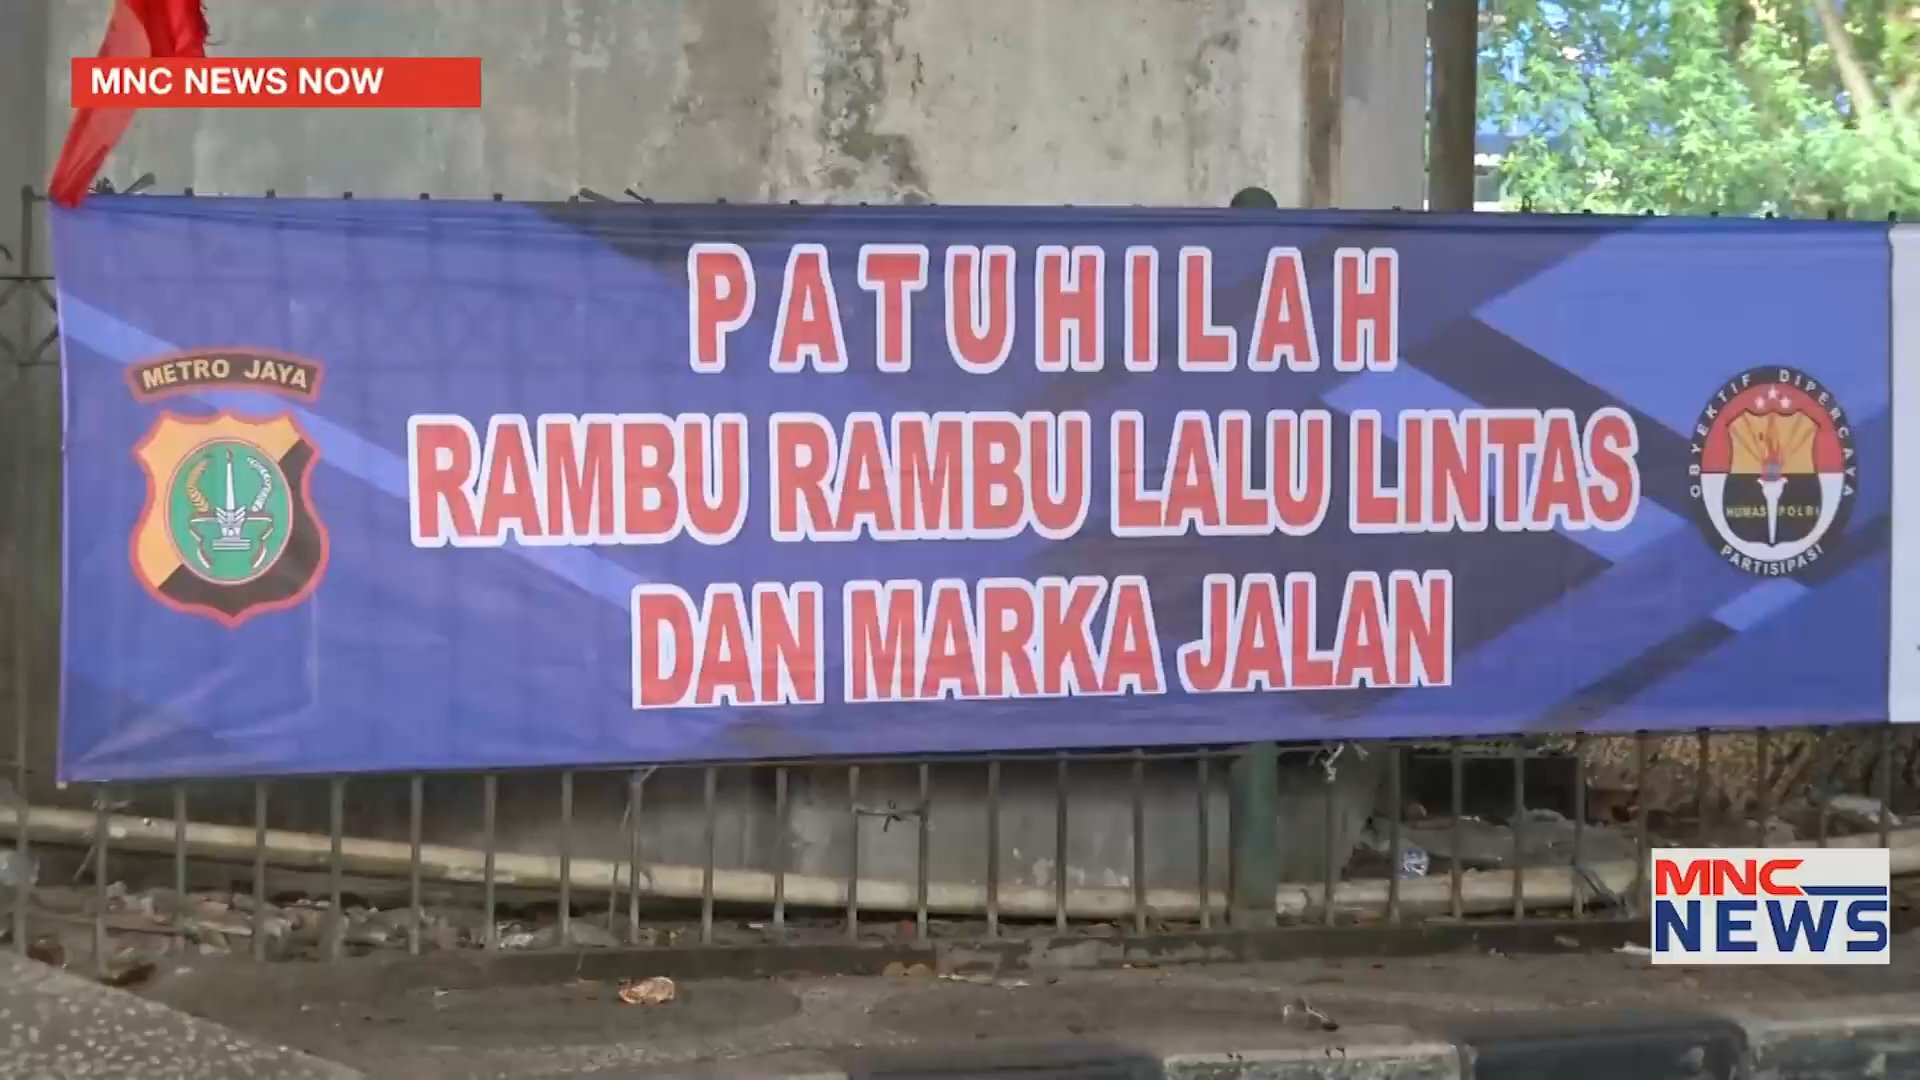 MNC NEWS NOW
PATUHILAH
METRO JAYA
RAMBU RAMBU LALU LINTAS
DAN MARKA JALAN
OBYEKTIF DIPERCAYA
HUMAS POLRI
PARTISIPASI
MNC
NEWS